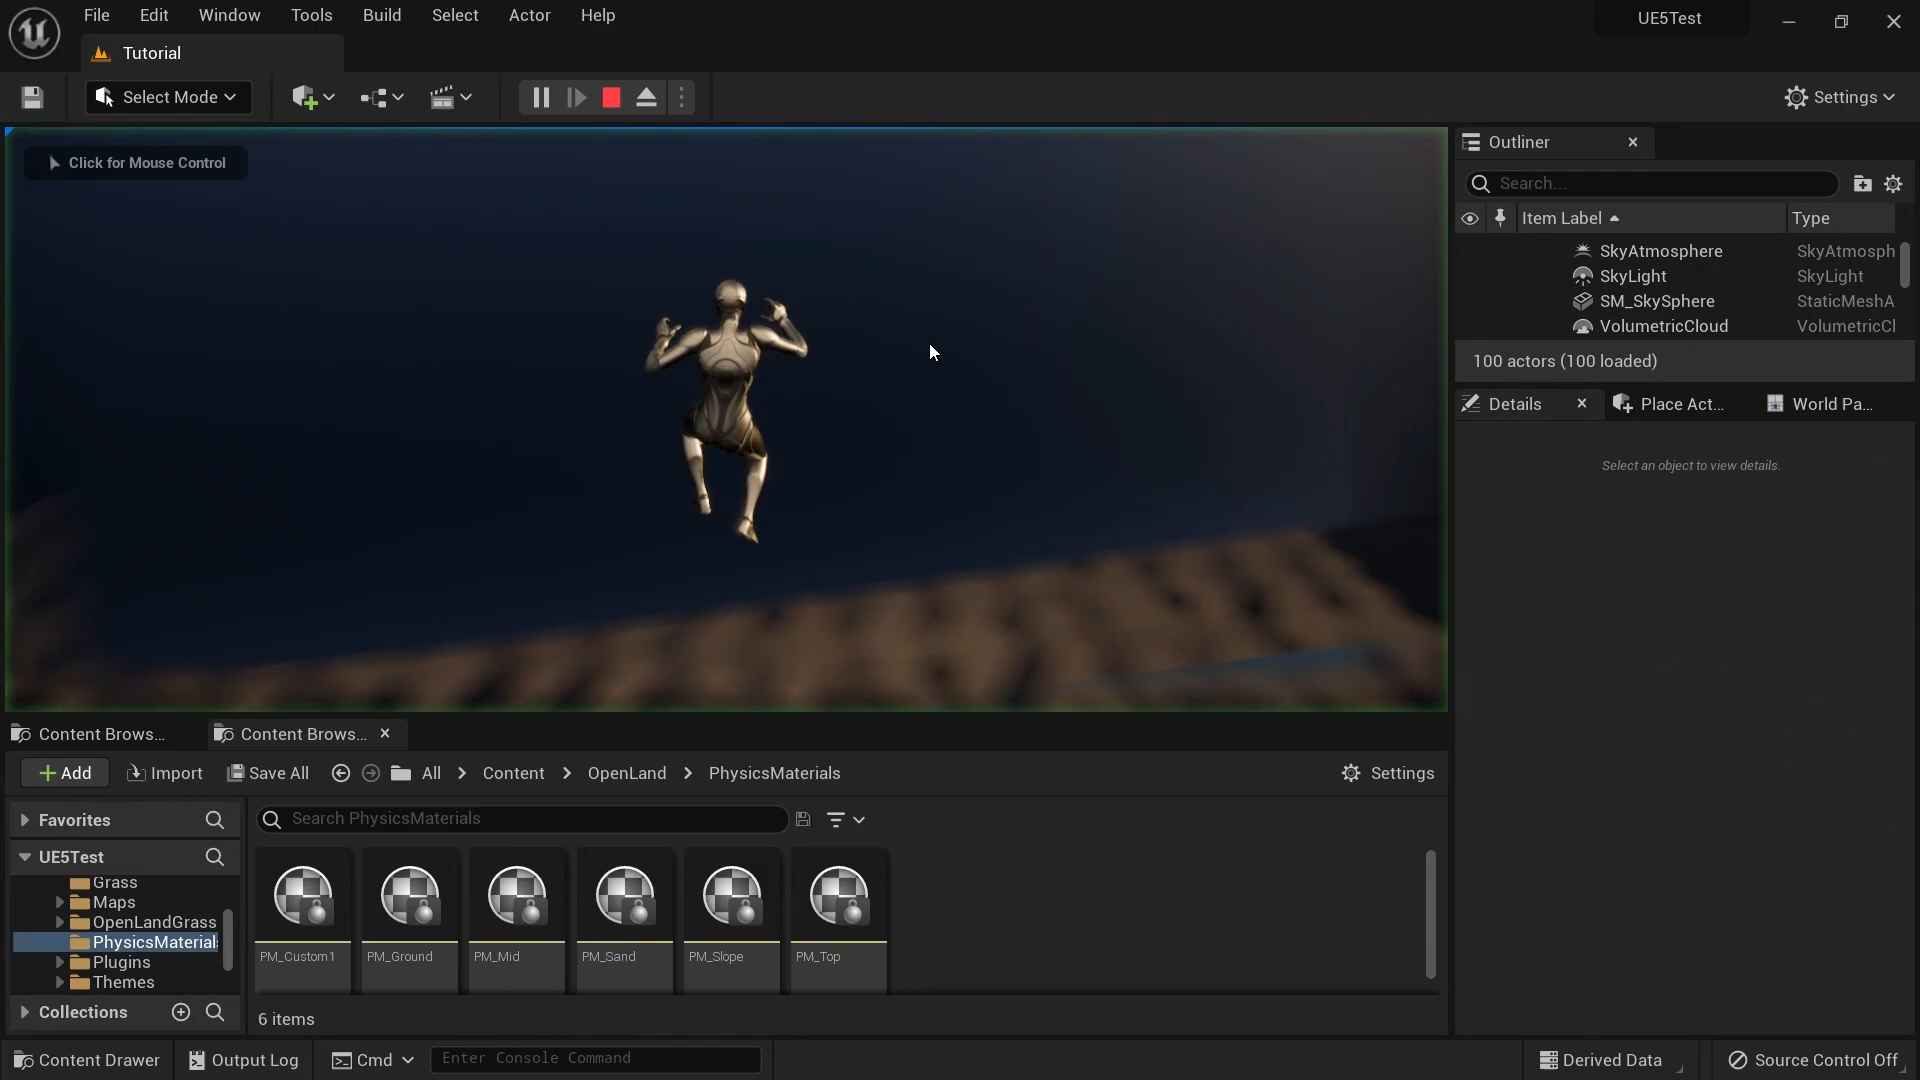 File Edit Window Tools Build Select Actor Help
UE5Test
Tutorial
Select Mode
Settings
Click for Mouse Control
Outliner
Search...
Item Label Type
SkyAtmosphere SkyAtmosph
SkyLight SkyLight
SM_SkySphere StaticMeshA
VolumetricCloud VolumetricCl
100 actors (100 loaded)
Details Place Act... World Pa...
Select an object to view details.
Content Brows... Content Brows...
Add Import Save All All Content OpenLand PhysicsMaterials Settings
Favorites
Search PhysicsMaterials
UE5Test
Grass
Maps
OpenLandGrass
PhysicsMaterials
Plugins
Themes
Collections
PM_Custom1 PM_Ground PM_Mid PM_Sand PM_Slope PM_Top
6 items
Content Drawer Output Log Cmd Enter Console Command Derived Data Source Control Off